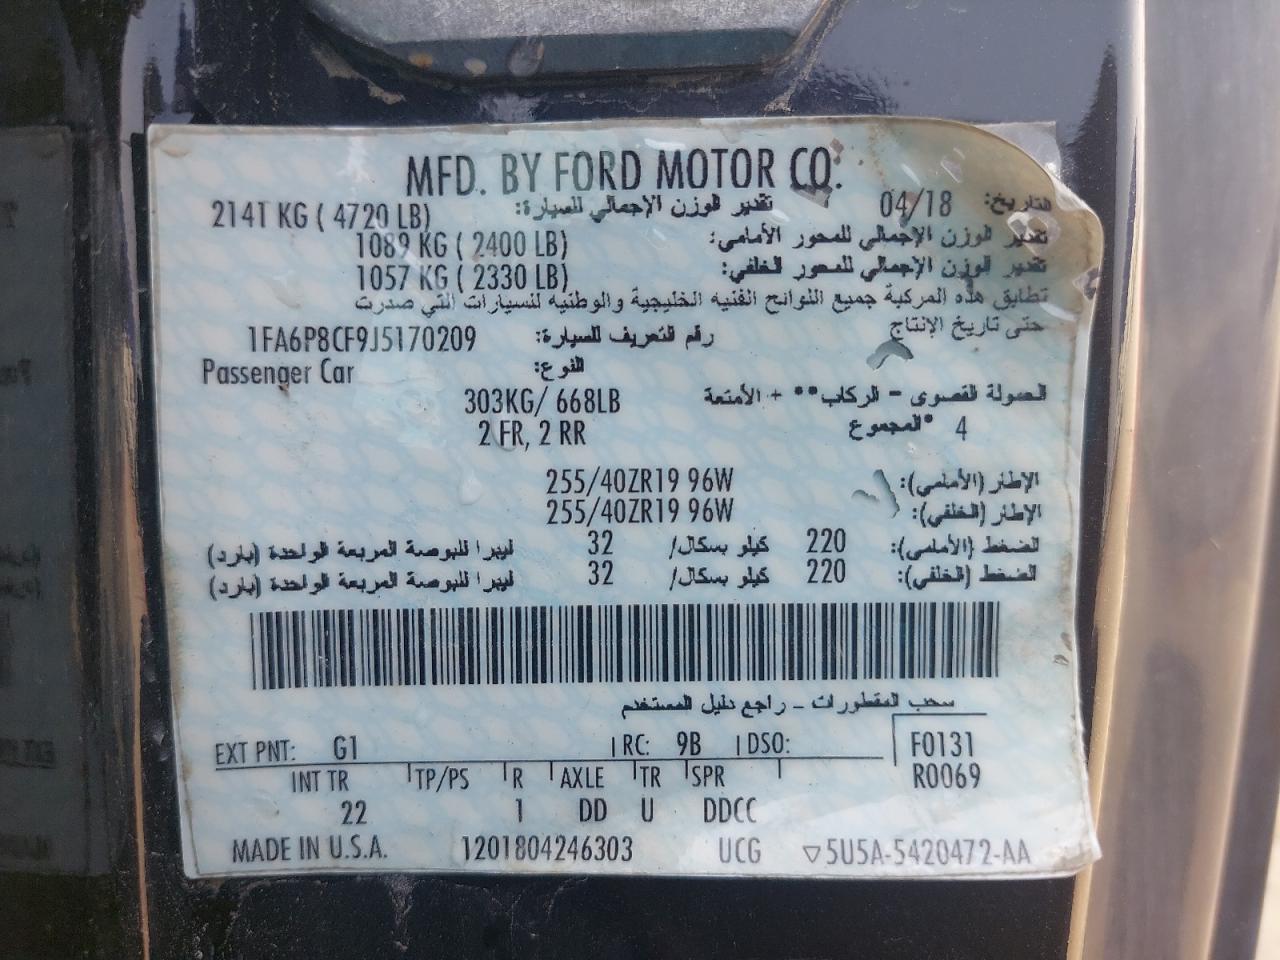 MFD. BY FORD MOTOR CO.
التاريخ: 04/18 تقدير الوزن الإجمالي للسيارة: 2141 KG ( 4720 LB)
تقدير الوزن الإجمالي للمحور الأمامي: 1089 KG ( 2400 LB)
تقدير الوزن الإجمالي للمحور الخلفي: 1057 KG ( 2330 LB)
تطابق هذه المركبة جميع اللوائح الفنيه الخليجية والوطنيه للسيارات التي صدرت
حتى تاريخ الإنتاج رقم التعريف للسيارة: 1FA6P8CF9J5170209
النوع: Passenger Car
الحمولة القصوى - الركاب** + الأمتعة 303KG/ 668LB
4 *المجموع 2 FR, 2 RR
الإطار (الأمامي): 255/40ZR19 96W
الإطار (الخلفي): 255/40ZR19 96W
الضغط (الأمامي): 220 كيلو بسكال/ 32 ليبرا للبوصة المربعة الواحدة (بارد)
الضغط (الخلفي): 220 كيلو بسكال/ 32 ليبرا للبوصة المربعة الواحدة (بارد)
سحب المقطورات - راجع دليل المستخدم
EXT PNT: G1 RC: 9B DSO: F0131
INT TR TP/PS R AXLE TR SPR R0069
22 1 DD U DDCC
MADE IN U.S.A. 1201804246303 UCG ▽5U5A-5420472-AA